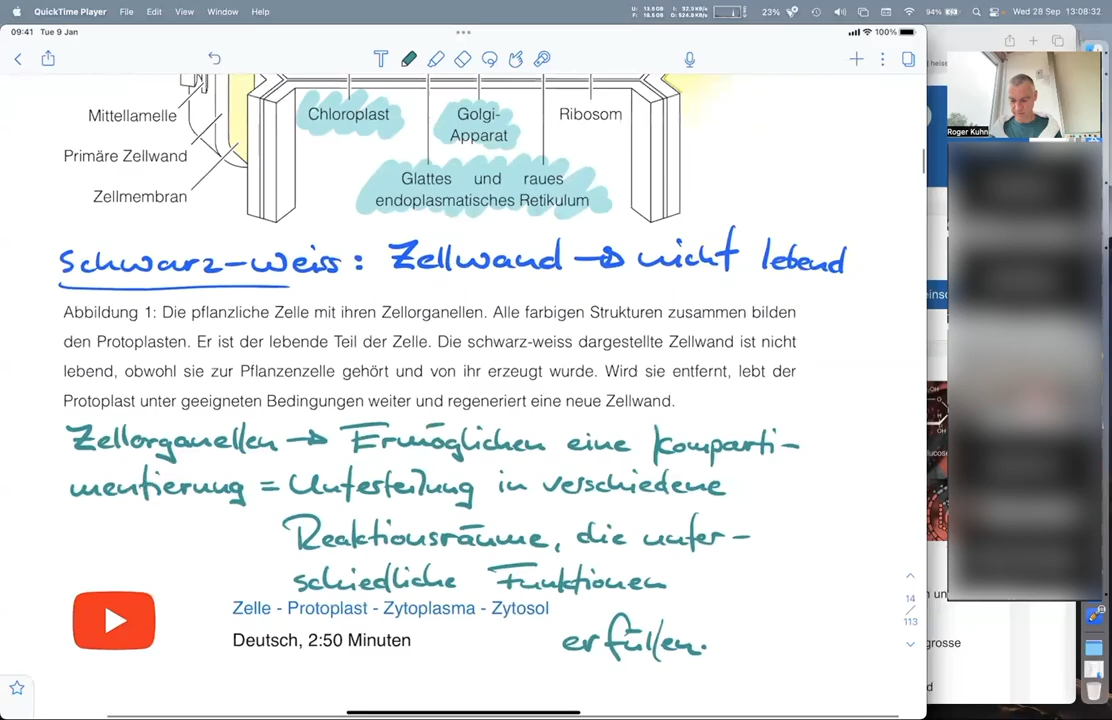 QuickTime Player File Edit View Window Help
23%
94%
Wed 28 Sep 13:08:32
09:41 Tue 9 Jan
100%
Mittellamelle
Primäre Zellwand
Zellmembran
Chloroplast
Golgi-
Apparat
Ribosom
Glattes und raues
endoplasmatisches Retikulum
Schwarz-weiss: Zellwand → nicht lebend
Abbildung 1: Die pflanzliche Zelle mit ihren Zellorganellen. Alle farbigen Strukturen zusammen bilden
den Protoplasten. Er ist der lebende Teil der Zelle. Die schwarz-weiss dargestellte Zellwand ist nicht
lebend, obwohl sie zur Pflanzenzelle gehört und von ihr erzeugt wurde. Wird sie entfernt, lebt der
Protoplast unter geeigneten Bedingungen weiter und regeneriert eine neue Zellwand.
Zellorganellen → Ermöglichen eine Komparti-
mentierung = Unterteilung in verschiedene
Reaktionsräume, die unter-
schiedliche Funktionen
erfüllen.
Zelle - Protoplast - Zytoplasma - Zytosol
Deutsch, 2:50 Minuten
14
/
113
Roger Kuhn
grosse